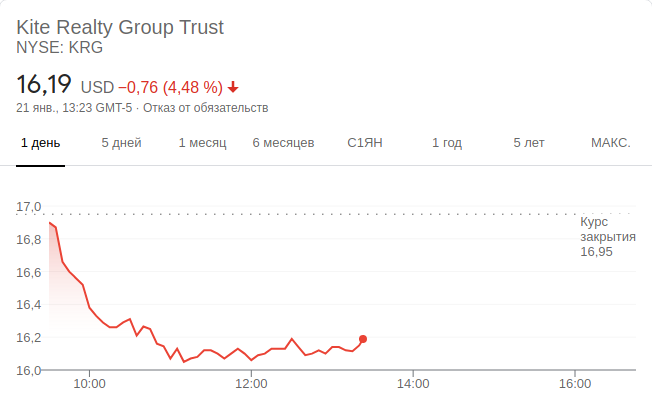 Kite Realty Group Trust
NYSE: KRG
16,19 USD −0,76 (4,48 %)
21 янв., 13:23 GMT-5 · Отказ от обязательств
1 день 5 дней 1 месяц 6 месяцев С1ЯН 1 год 5 лет МАКС.
17,0
Курс
закрытия
16,95
16,8
16,6
16,4
16,2
16,0
10:00 12:00 14:00 16:00